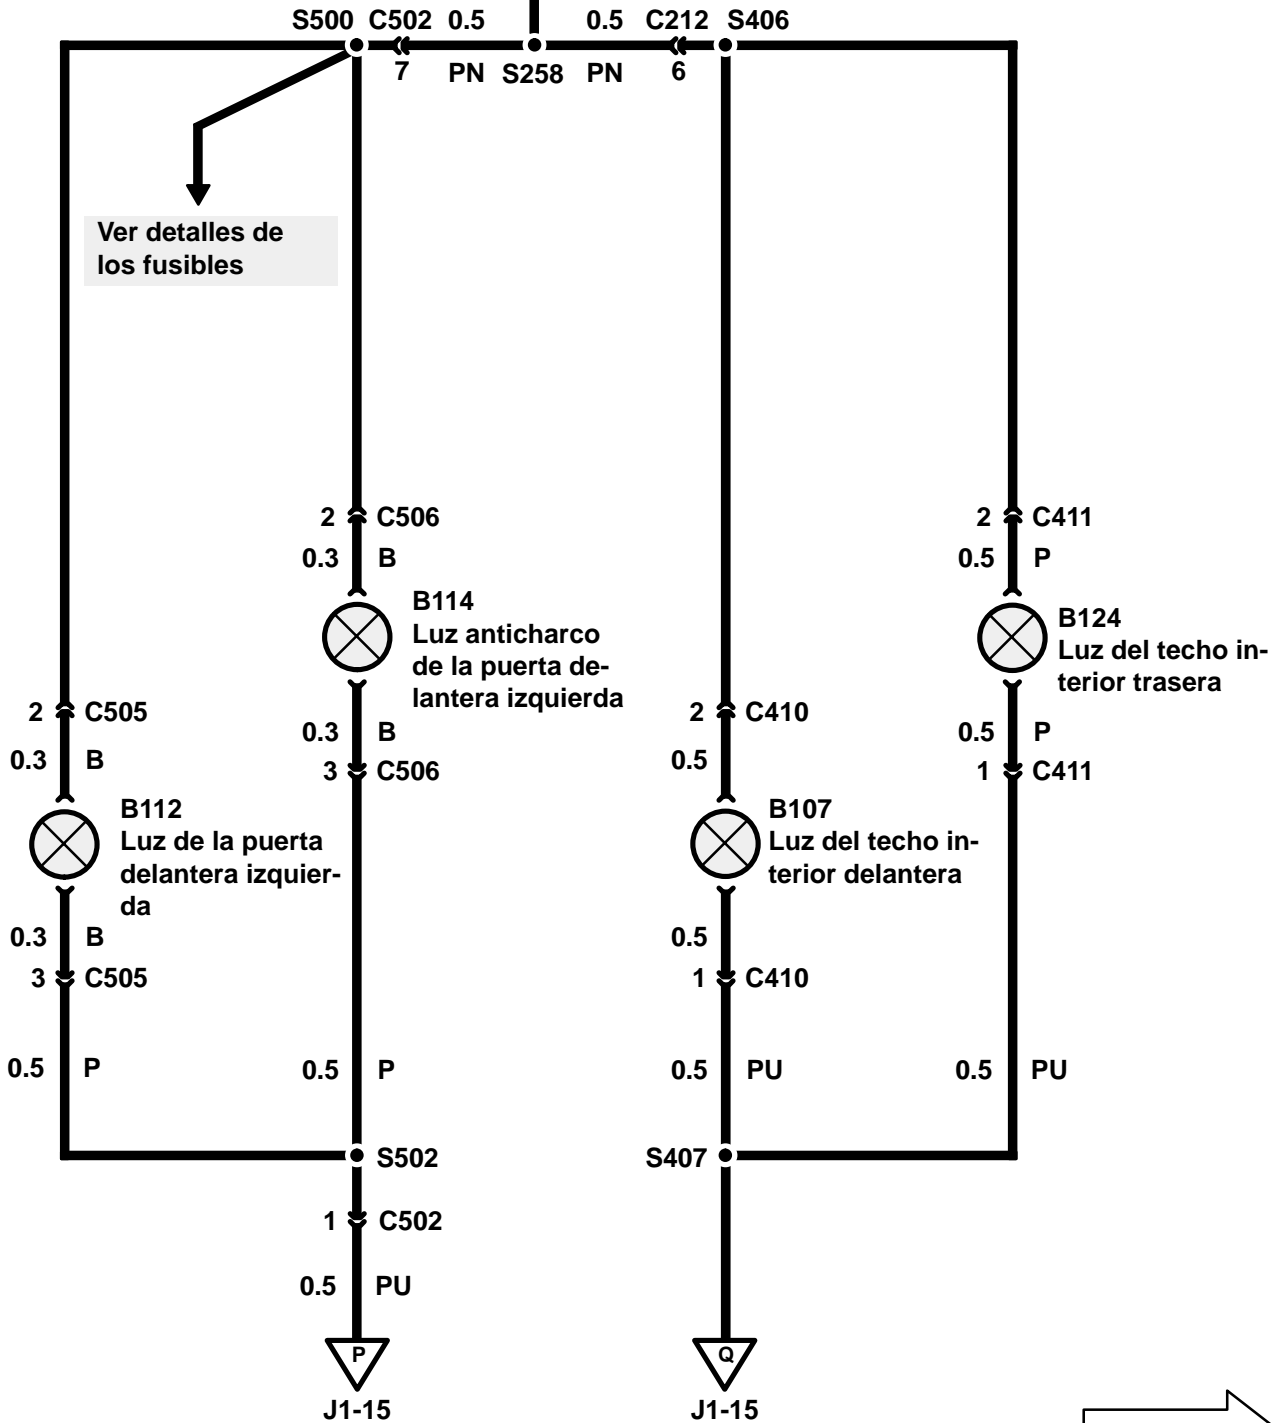 S500 C502 0.5 0.5 C212 S406
7 PN S258 PN 6
Ver detalles de
los fusibles
2 C506
0.3 B
B114
Luz anticharco
de la puerta de-
lantera izquierda
0.3 B
3 C506
2 C411
0.5 P
B124
Luz del techo in-
terior trasera
0.5 P
1 C411
2 C505
0.3 B
B112
Luz de la puerta
delantera izquier-
da
0.3 B
3 C505
2 C410
0.5
B107
Luz del techo in-
terior delantera
0.5
1 C410
0.5 P
0.5 P
0.5 PU
0.5 PU
S502
S407
1 C502
0.5 PU
P
J1-15
Q
J1-15